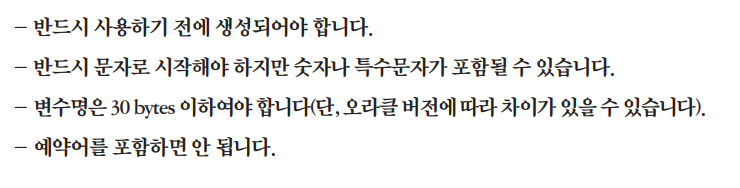 – 반드시 사용하기 전에 생성되어야 합니다.
– 반드시 문자로 시작해야 하지만 숫자나 특수문자가 포함될 수 있습니다.
– 변수명은 30 bytes 이하여야 합니다(단, 오라클 버전에 따라 차이가 있을 수 있습니다).
– 예약어를 포함하면 안 됩니다.